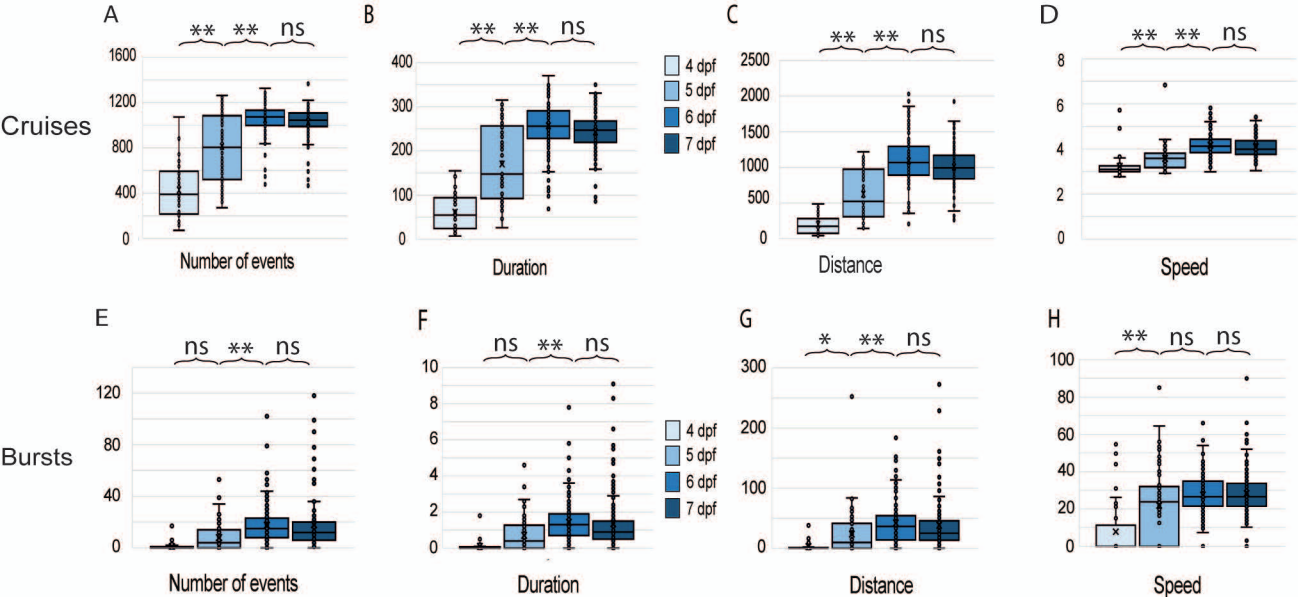 A
B
C
D
** ** ns
** ** ns
** ** ns
** ** ns
Cruises
1600
1200
800
400
0
Number of events
400
300
200
100
0
Duration
4 dpf
5 dpf
6 dpf
7 dpf
2500
2000
1500
1000
500
0
Distance
8
6
4
2
0
Speed
E
F
G
H
ns ** ns
ns ** ns
* ** ns
** ns ns
Bursts
120
80
40
0
Number of events
10
8
6
4
2
0
Duration
4 dpf
5 dpf
6 dpf
7 dpf
300
200
100
0
Distance
100
80
60
40
20
0
Speed